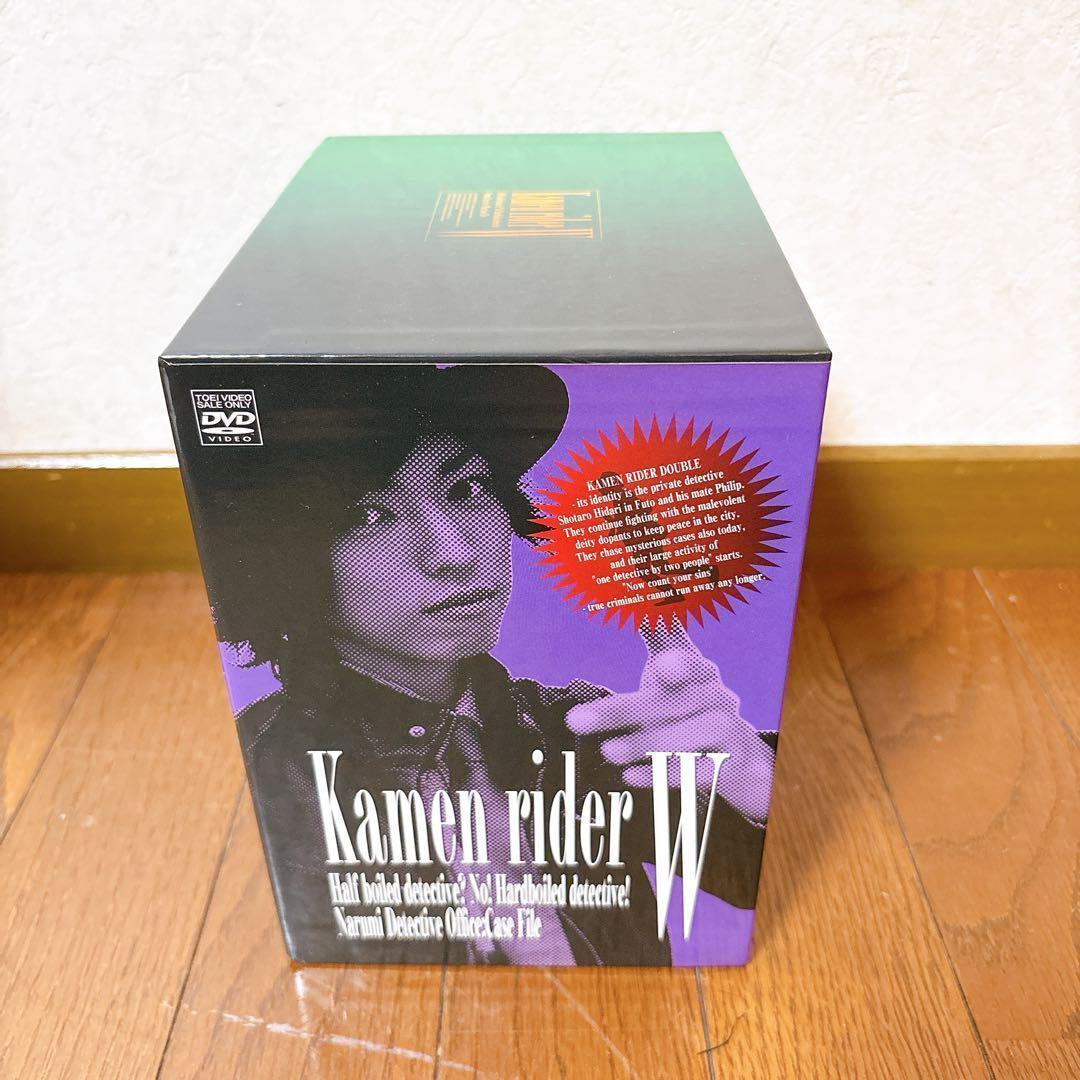 TOEI VIDEO
SALE ONLY
DVD
VIDEO
KAMEN RIDER DOUBLE
- its identity is the private detective
Shotaro Hidari in Futo and his mate Philip.
They continue fighting with the malevolent
deity dopants to keep peace in the city.
They chase mysterious cases also today,
and their large activity of
"one detective by two people" starts.
"Now count your sins"
- true criminals cannot run away any longer.
Kamen rider W
Half boiled detective? No! Hardboiled detective!
Narumi Detective Office:Case File